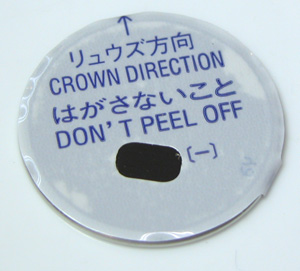 ↑
リュウズ方向
CROWN DIRECTION
はがさないこと
DON'T PEEL OFF
(-)